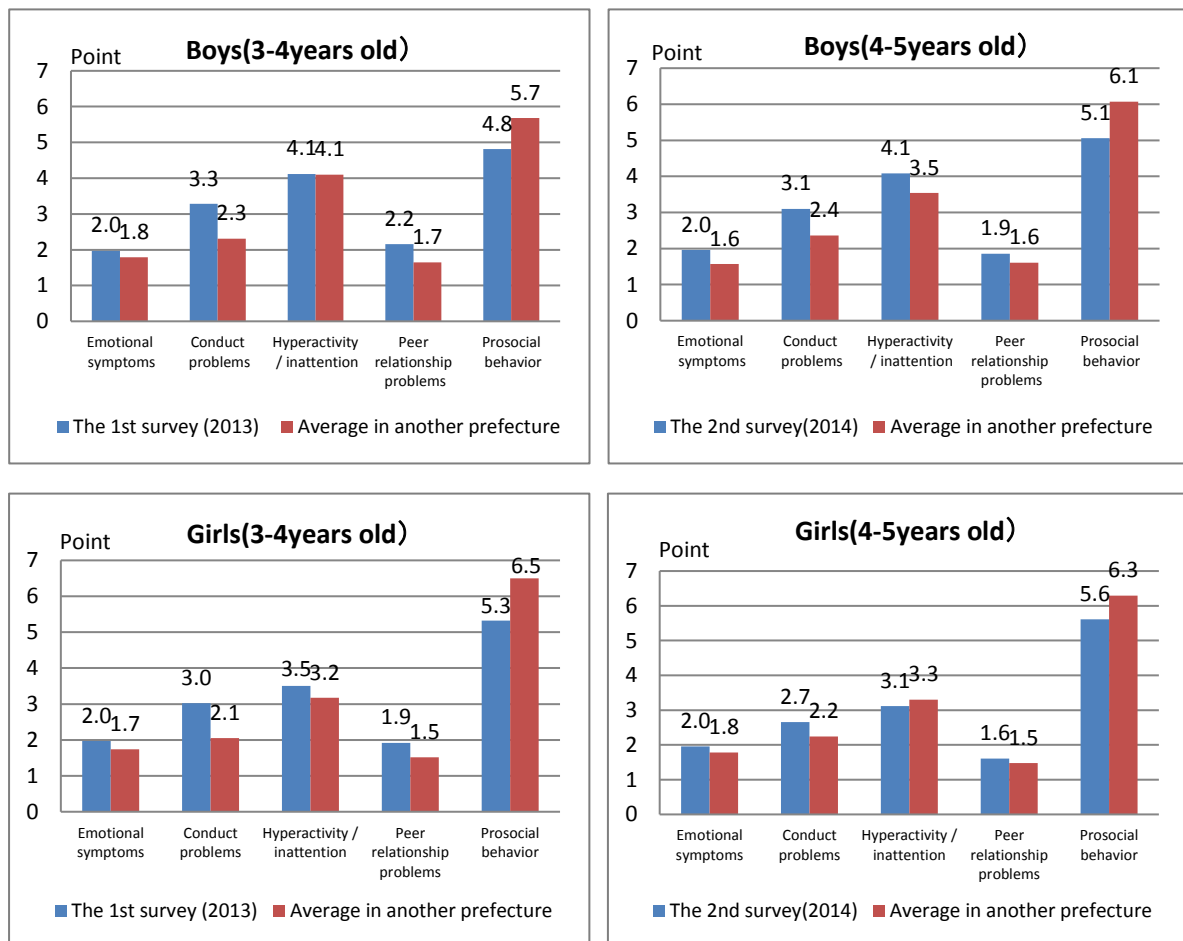 Boys(3-4years old）
Point
7
6
5
4
3
2
1
0
2.0 1.8 3.3 2.3 4.1 4.1 2.2 1.7 4.8 5.7
Emotional symptoms
Conduct problems
Hyperactivity / inattention
Peer relationship problems
Prosocial behavior
The 1st survey (2013) Average in another prefecture
Boys(4-5years old）
Point
7
6
5
4
3
2
1
0
2.0 1.6 3.1 2.4 4.1 3.5 1.9 1.6 5.1 6.1
Emotional symptoms
Conduct problems
Hyperactivity / inattention
Peer relationship problems
Prosocial behavior
The 2nd survey(2014) Average in another prefecture
Girls(3-4years old）
Point
7
6
5
4
3
2
1
0
2.0 1.7 3.0 2.1 3.5 3.2 1.9 1.5 5.3 6.5
Emotional symptoms
Conduct problems
Hyperactivity / inattention
Peer relationship problems
Prosocial behavior
The 1st survey (2013) Average in another prefecture
Girls(4-5years old）
Point
7
6
5
4
3
2
1
0
2.0 1.8 2.7 2.2 3.1 3.3 1.6 1.5 5.6 6.3
Emotional symptoms
Conduct problems
Hyperactivity / inattention
Peer relationship problems
Prosocial behavior
The 2nd survey(2014) Average in another prefecture